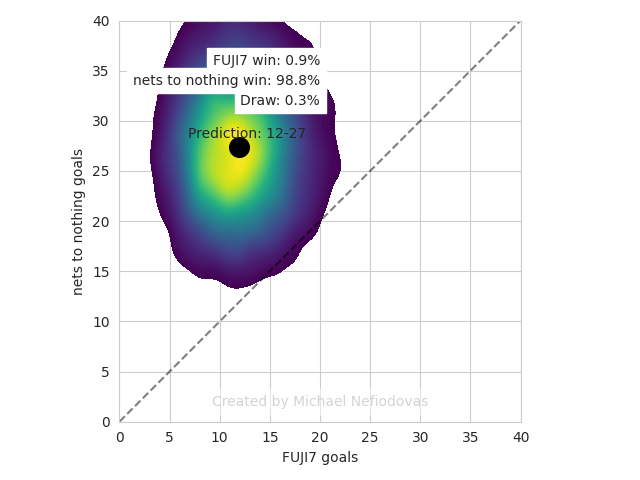 40
35
30
25
20
15
10
5
0
nets to nothing goals
FUJI7 win: 0.9%
nets to nothing win: 98.8%
Draw: 0.3%
Prediction: 12-27
Created by Michael Nefiodovas
0 5 10 15 20 25 30 35 40
FUJI7 goals